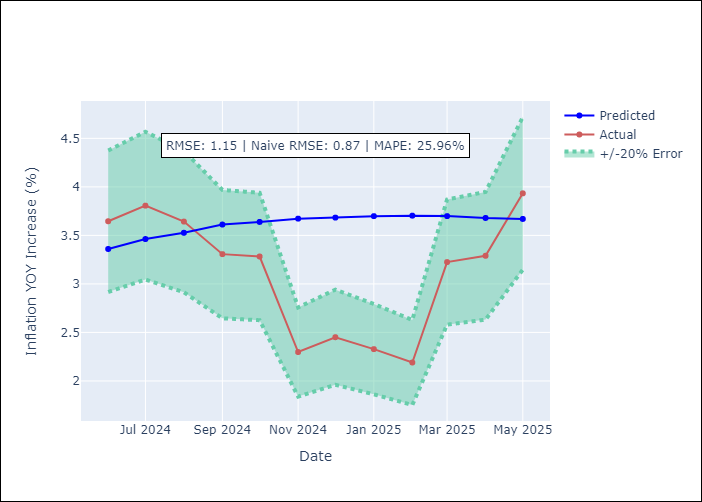 RMSE: 1.15 | Naive RMSE: 0.87 | MAPE: 25.96%
Predicted
Actual
+/-20% Error
Inflation YOY Increase (%)
4.5
4
3.5
3
2.5
2
Jul 2024
Sep 2024
Nov 2024
Jan 2025
Mar 2025
May 2025
Date